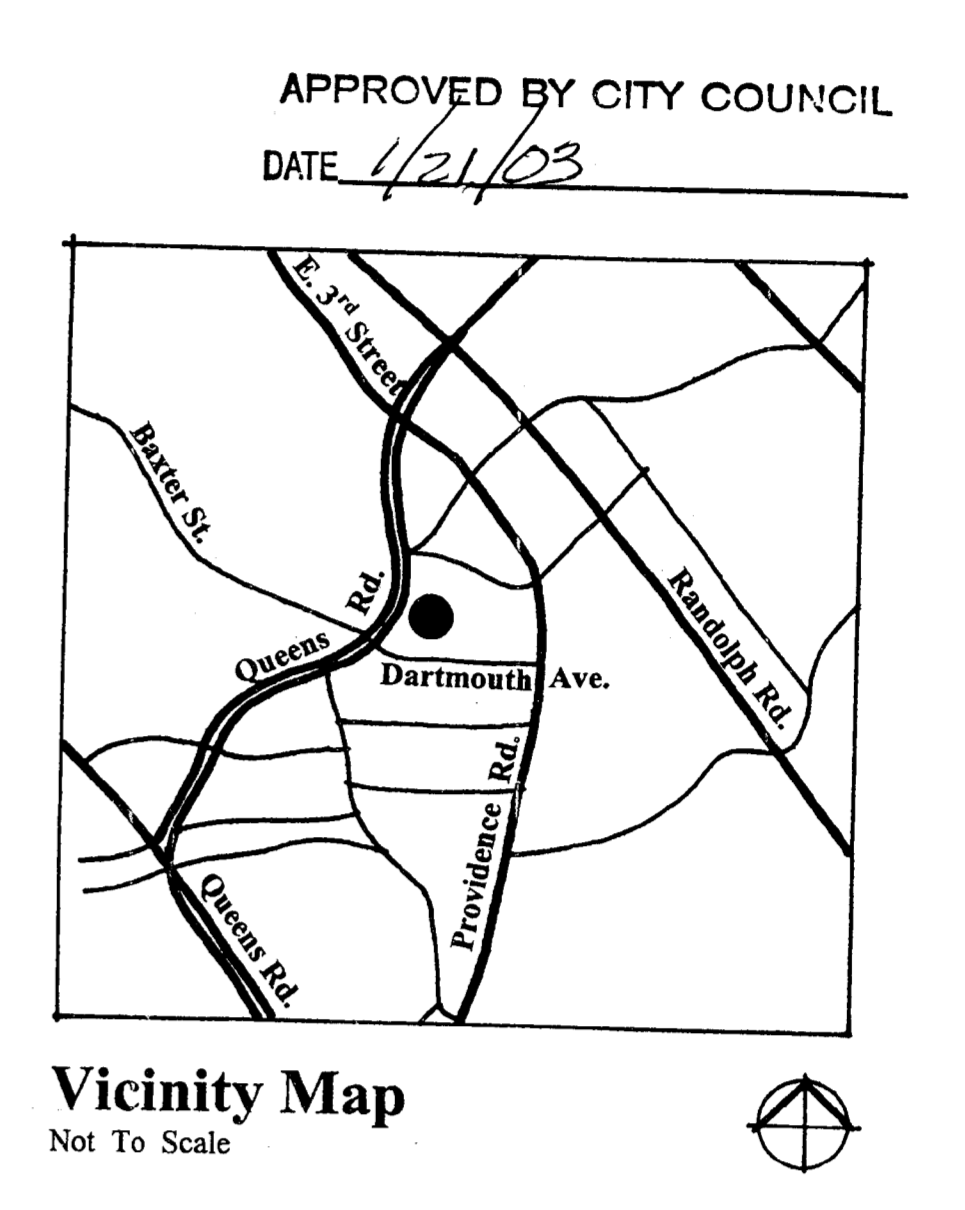 APPROVED BY CITY COUNCIL
DATE 1/21/03
E. 3rd Street
Baxter St.
Queens Rd.
Dartmouth Ave.
Randolph Rd.
Providence Rd.
Queens Rd.
Vicinity Map
Not To Scale